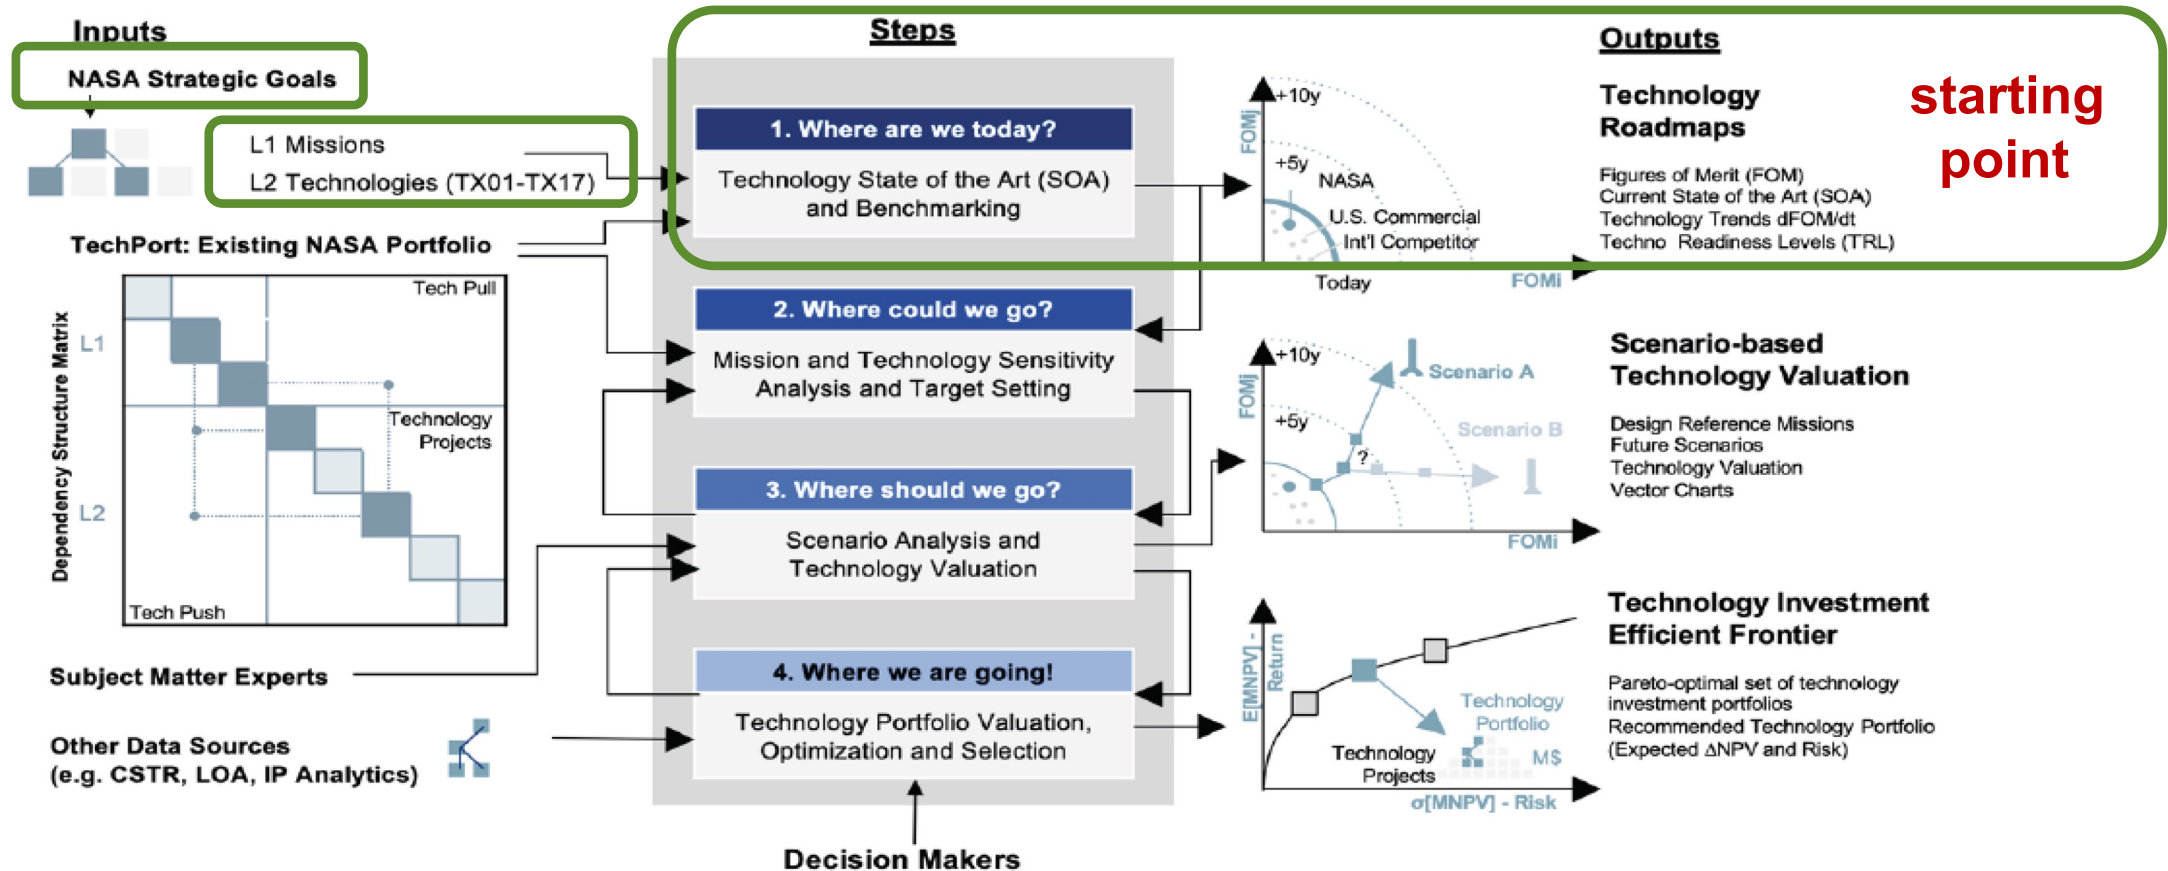 Inputs
NASA Strategic Goals
L1 Missions
L2 Technologies (TX01-TX17)
TechPort: Existing NASA Portfolio
Dependency Structure Matrix
L1
L2
Tech Pull
Technology
Projects
Tech Push
Subject Matter Experts
Other Data Sources
(e.g. CSTR, LOA, IP Analytics)
Steps
1. Where are we today?
Technology State of the Art (SOA)
and Benchmarking
2. Where could we go?
Mission and Technology Sensitivity
Analysis and Target Setting
3. Where should we go?
Scenario Analysis and
Technology Valuation
4. Where we are going!
Technology Portfolio Valuation,
Optimization and Selection
Decision Makers
FOMj
+10y
+5y
NASA
U.S. Commercial
Int'l Competitor
Today
FOMi
FOMj
+10y
+5y
Scenario A
Scenario B
?
FOMi
E[MNPV] -
Return
Technology
Portfolio
M$
Technology
Projects
σ[MNPV] - Risk
Outputs
Technology
Roadmaps
Figures of Merit (FOM)
Current State of the Art (SOA)
Technology Trends dFOM/dt
Techno Readiness Levels (TRL)
starting
point
Scenario-based
Technology Valuation
Design Reference Missions
Future Scenarios
Technology Valuation
Vector Charts
Technology Investment
Efficient Frontier
Pareto-optimal set of technology
investment portfolios
Recommended Technology Portfolio
(Expected ΔNPV and Risk)